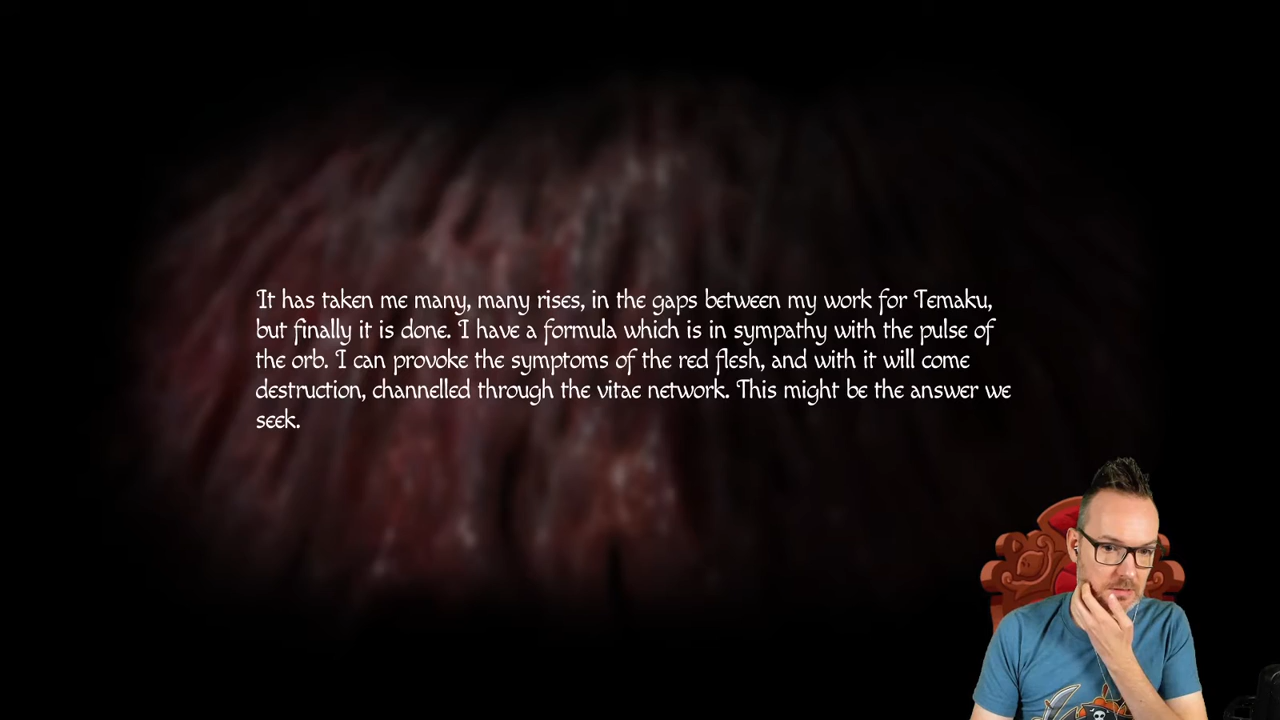 It has taken me many, many rises, in the gaps between my work for Temaku,
but finally it is done. I have a formula which is in sympathy with the pulse of
the orb. I can provoke the symptoms of the red flesh, and with it will come
destruction, channelled through the vitae network. This might be the answer we
seek.